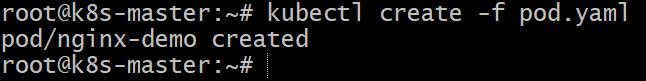 root@k8s-master:~# kubectl create -f pod.yaml
pod/nginx-demo created
root@k8s-master:~#